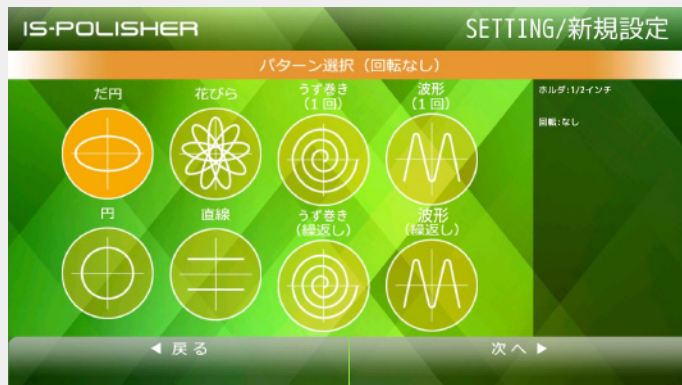 IS-POLISHER
SETTING/新規設定
パターン選択（回転なし）
だ円
花びら
うず巻き
（1 回）
波形
（1 回）
ホルダ:1/2インチ
回転:なし
円
直線
うず巻き
（繰返し）
波形
（繰返し）
◀ 戻る
次へ ▶